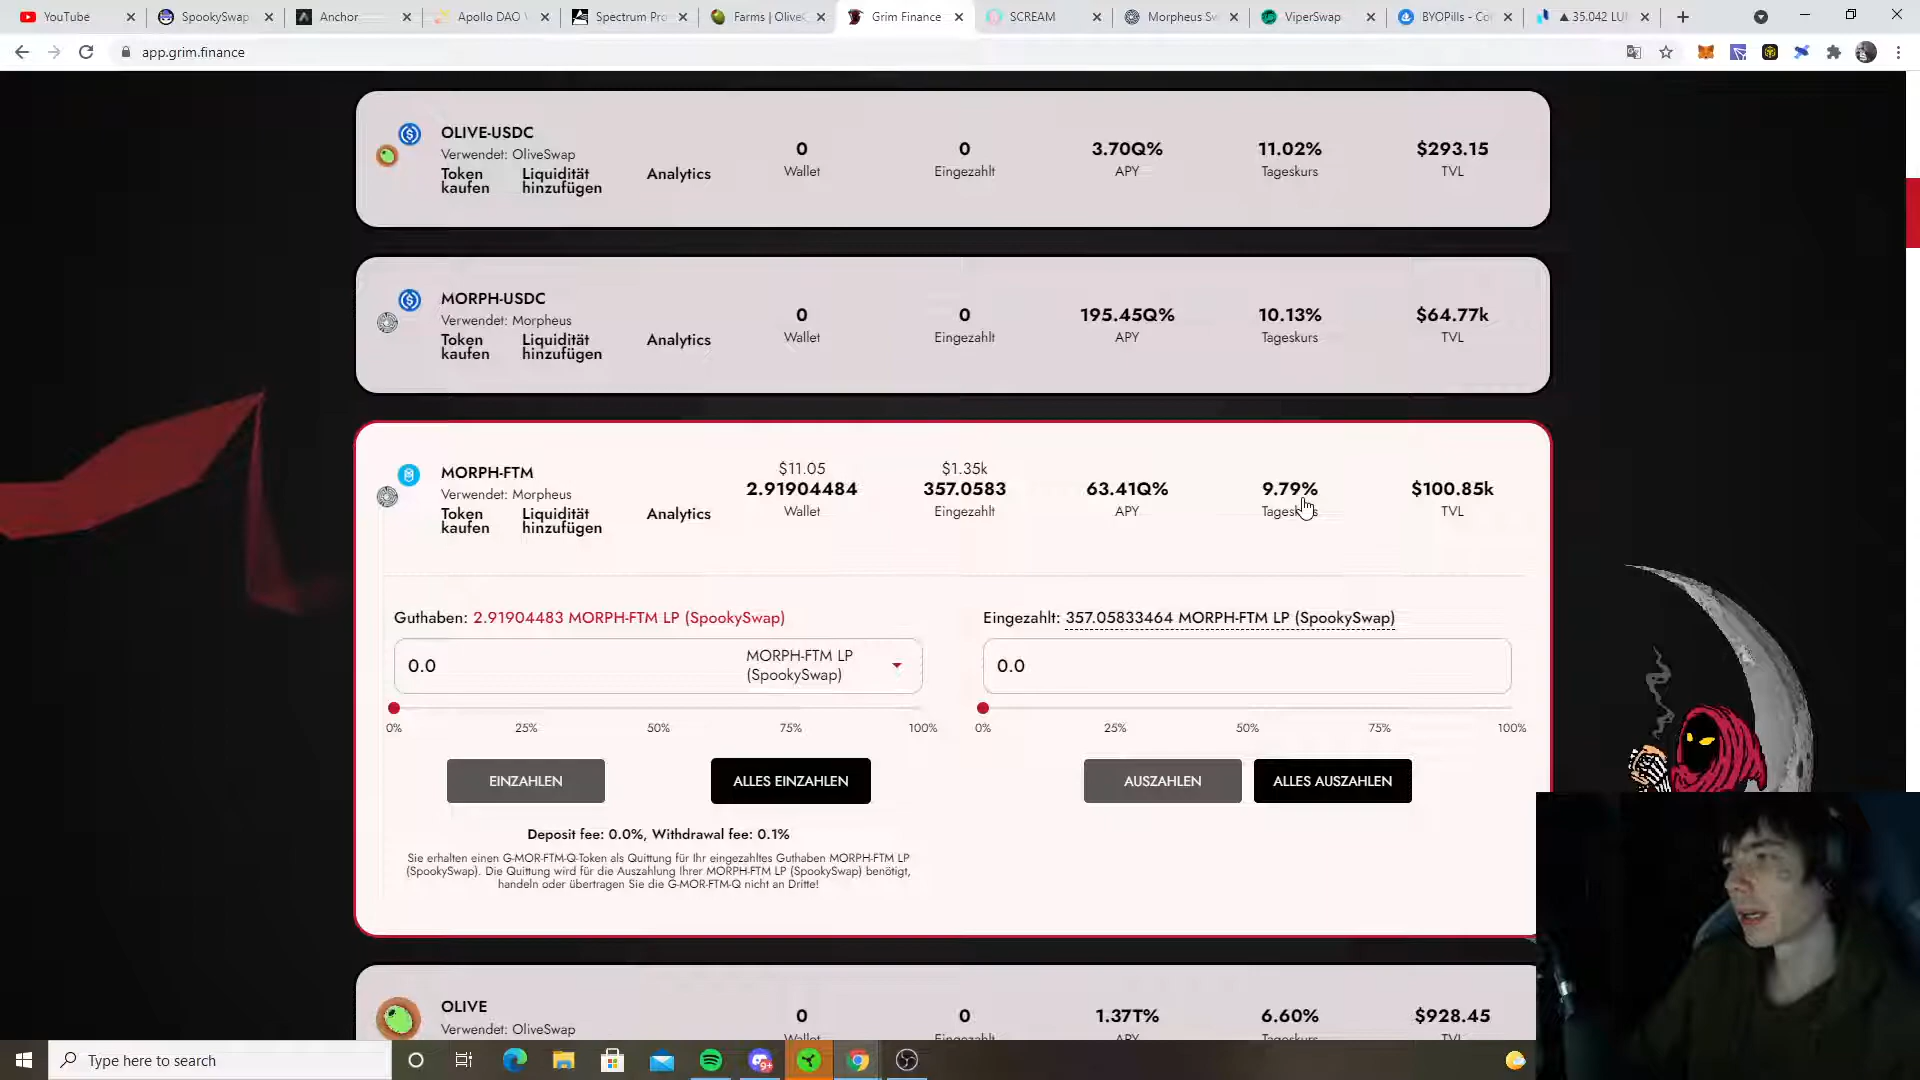 YouTube
SpookySwap
Anchor
Apollo DAO
Spectrum Pro
Farms | Olive
Grim Finance
SCREAM
Morpheus Sw
ViperSwap
BYOPills - Co
▲ 35.042 LU
app.grim.finance
OLIVE-USDC
Verwendet: OliveSwap
Token kaufen
Liquidität hinzufügen
Analytics
0
Wallet
0
Eingezahlt
3.70Q%
APY
11.02%
Tageskurs
$293.15
TVL
MORPH-USDC
Verwendet: Morpheus
Token kaufen
Liquidität hinzufügen
Analytics
0
Wallet
0
Eingezahlt
195.45Q%
APY
10.13%
Tageskurs
$64.77k
TVL
MORPH-FTM
Verwendet: Morpheus
Token kaufen
Liquidität hinzufügen
Analytics
$11.05
2.91904484
Wallet
$1.35k
357.0583
Eingezahlt
63.41Q%
APY
9.79%
Tageskurs
$100.85k
TVL
Guthaben: 2.91904483 MORPH-FTM LP (SpookySwap)
0.0
MORPH-FTM LP
(SpookySwap)
0% 25% 50% 75% 100%
EINZAHLEN
ALLES EINZAHLEN
Deposit fee: 0.0%, Withdrawal fee: 0.1%
Sie erhalten einen G-MOR-FTM-Q-Token als Quittung für Ihr eingezahltes Guthaben MORPH-FTM LP
(SpookySwap). Die Quittung wird für die Auszahlung Ihrer MORPH-FTM LP (SpookySwap) benötigt,
handeln oder übertragen Sie die G-MOR-FTM-Q nicht an Dritte!
Eingezahlt: 357.05833464 MORPH-FTM LP (SpookySwap)
0.0
0% 25% 50% 75% 100%
AUSZAHLEN
ALLES AUSZAHLEN
OLIVE
Verwendet: OliveSwap
0
Wallet
0
Eingezahlt
1.37T%
APY
6.60%
Tageskurs
$928.45
TVL
Type here to search
9+